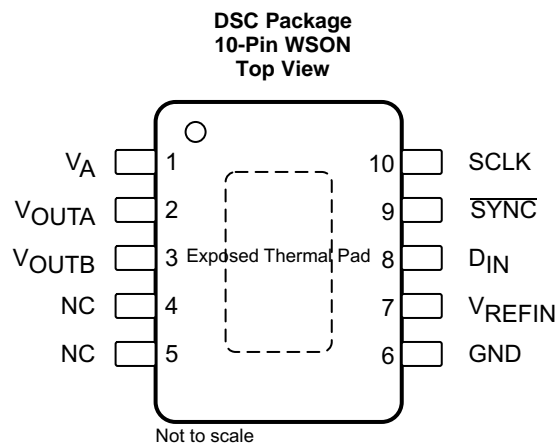 DSC Package
10-Pin WSON
Top View
VA 1 10 SCLK
VOUTA 2 9 SYNC
VOUTB 3 Exposed Thermal Pad 8 DIN
NC 4 7 VREFIN
NC 5 6 GND
Not to scale